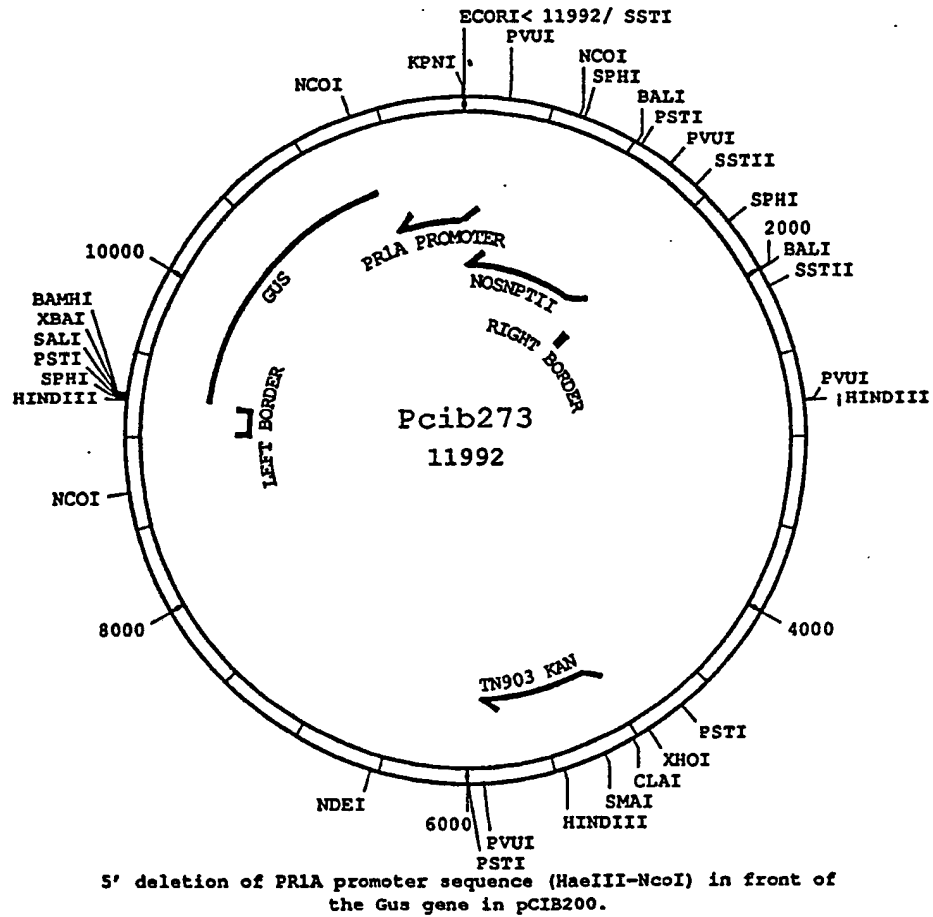 ECORI< 11992/ SSTI
PVUI
KPNI
NCOI
NCOI
SPHI
BALI
PSTI
PVUI
SSTII
SPHI
2000
BALI
SSTII
10000
PR1A PROMOTER
NOSNPTII
GUS
RIGHT BORDER
BAMHI
XBAI
SALI
PSTI
SPHI
HINDIII
PVUI
HINDIII
LEFT BORDER
Pcib273
11992
NCOI
8000
4000
TN903 KAN
PSTI
XHOI
CLAI
SMAI
HINDIII
NDEI
6000
PVUI
PSTI
5' deletion of PR1A promoter sequence (HaeIII-NcoI) in front of
the Gus gene in pCIB200.